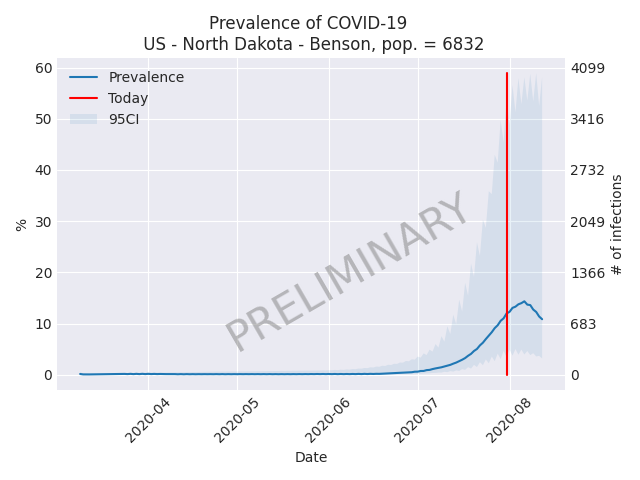 Prevalence of COVID-19
US - North Dakota - Benson, pop. = 6832
Prevalence
Today
95CI
60
50
40
30
20
10
0
%
4099
3416
2732
2049
1366
683
0
# of infections
PRELIMINARY
2020-04
2020-05
2020-06
2020-07
2020-08
Date